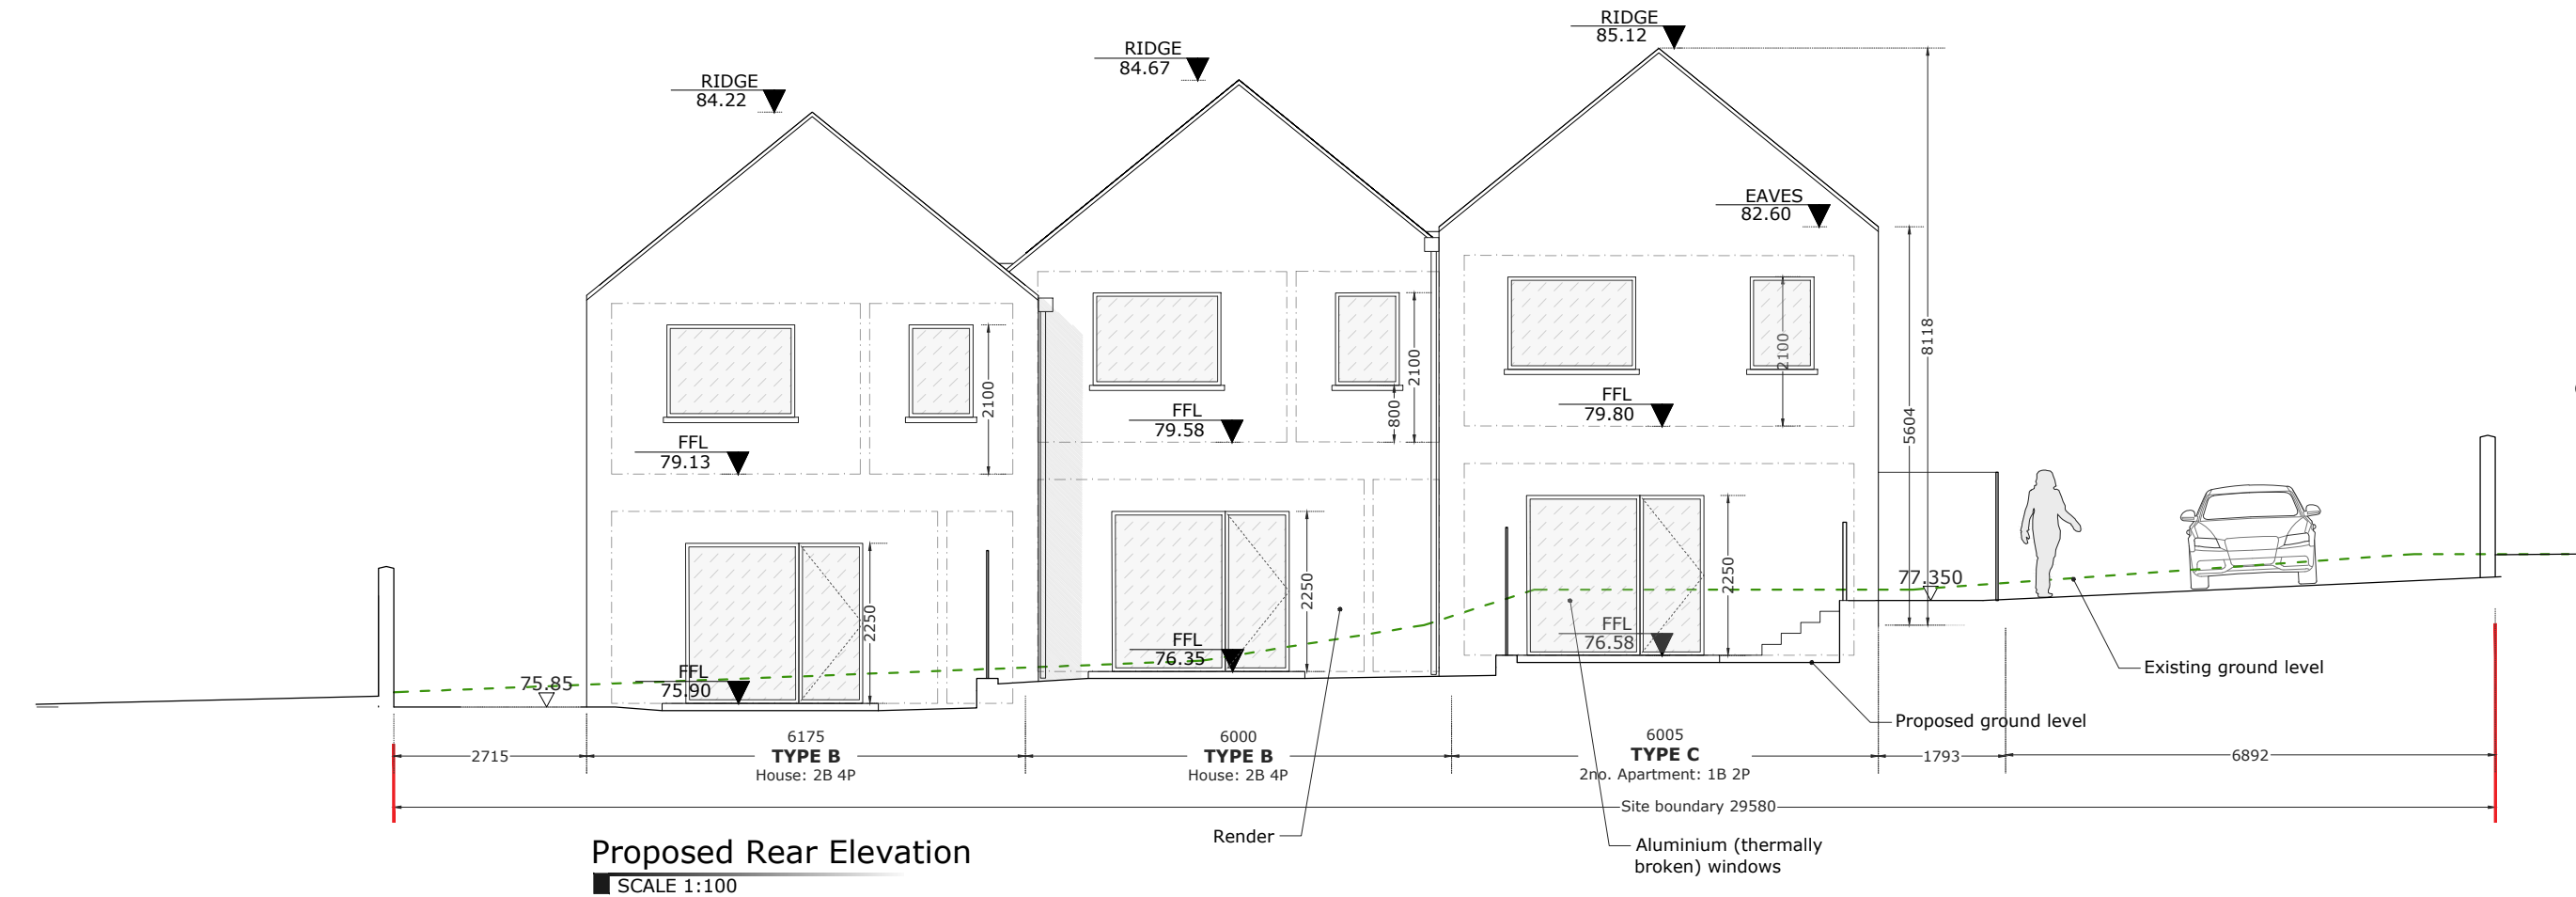 RIDGE
85.12
RIDGE
84.67
RIDGE
84.22
EAVES
82.60
8118
5604
2100
2100
800
2100
FFL
79.80
FFL
79.58
FFL
79.13
2250
2250
2250
77.350
FFL
76.58
FFL
76.35
FFL
75.90
75.85
Existing ground level
Proposed ground level
2715
6175
TYPE B
House: 2B 4P
6000
TYPE B
House: 2B 4P
6005
TYPE C
2no. Apartment: 1B 2P
1793
6892
Site boundary 29580
Render
Aluminium (thermally
broken) windows
Proposed Rear Elevation
SCALE 1:100